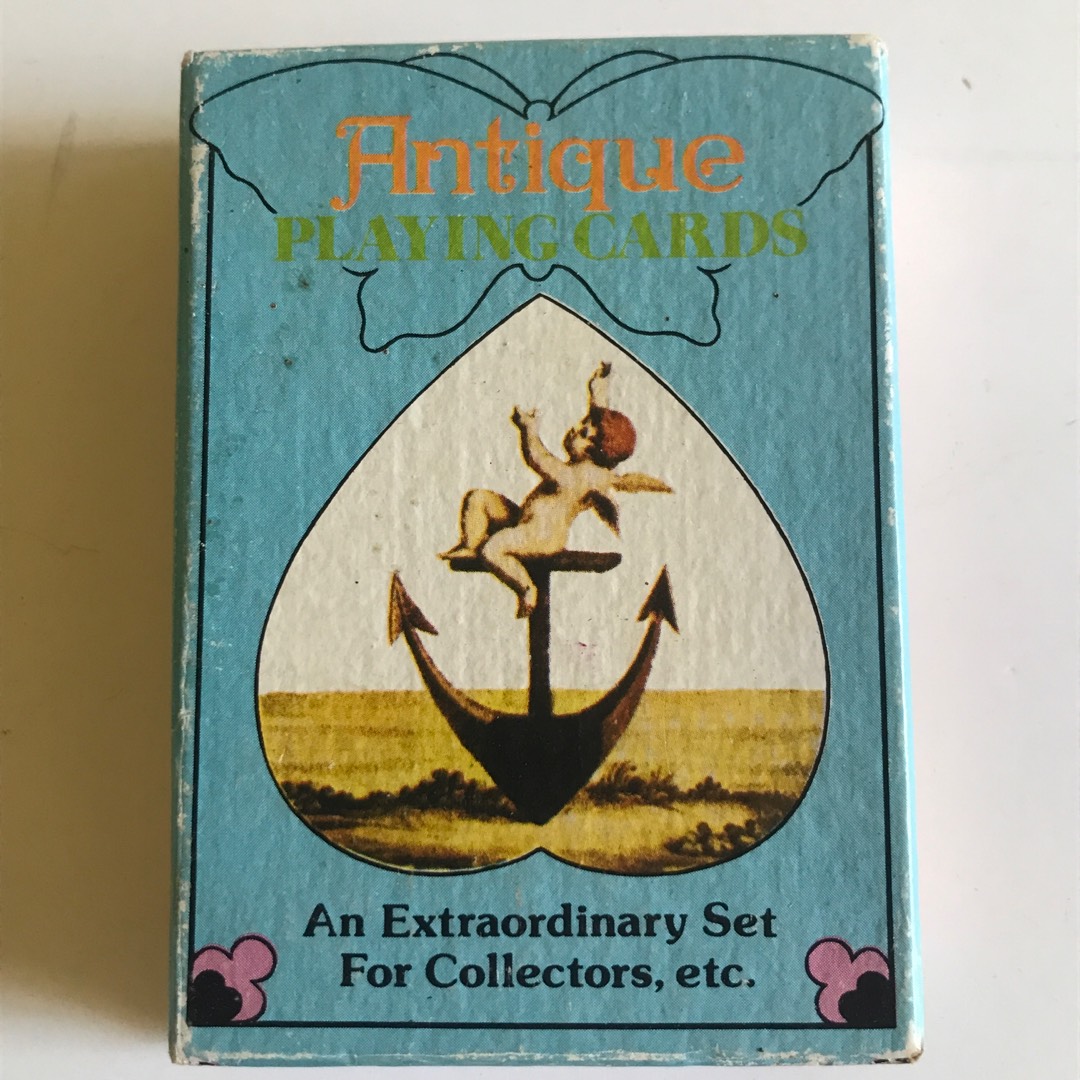 Antique
PLAYING CARDS
An Extraordinary Set
For Collectors, etc.